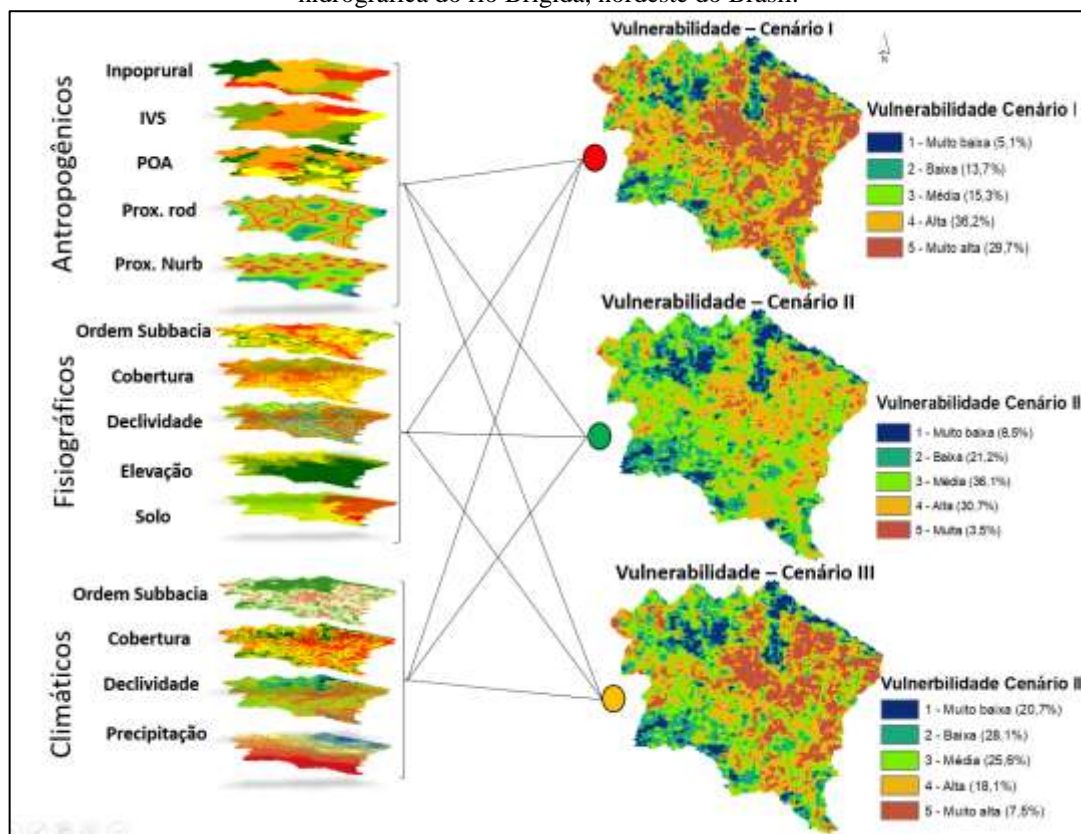 hidrográfica do rio Brígida, nordeste do Brasil.
Antropogênicos
Inpoprural
IVS
POA
Prox. rod
Prox. Nurb
Fisiográficos
Ordem Subbacia
Cobertura
Declividade
Elevação
Solo
Climáticos
Ordem Subbacia
Cobertura
Declividade
Precipitação
Vulnerabilidade – Cenário I
N
Vulnerabilidade Cenário I
1 - Muito baixa (5,1%)
2 - Baixa (13,7%)
3 - Média (15,3%)
4 - Alta (36,2%)
5 - Muito alta (29,7%)
Vulnerabilidade – Cenário II
Vulnerabilidade Cenário II
1 - Muito baixa (8,5%)
2 - Baixa (21,2%)
3 - Média (36,1%)
4 - Alta (30,7%)
5 - Muita (3,5%)
Vulnerabilidade – Cenário III
Vulnerbilidade Cenário II
1 - Muito baixa (20,7%)
2 - Baixa (28,1%)
3 - Média (25,6%)
4 - Alta (18,1%)
5 - Muito alta (7,5%)